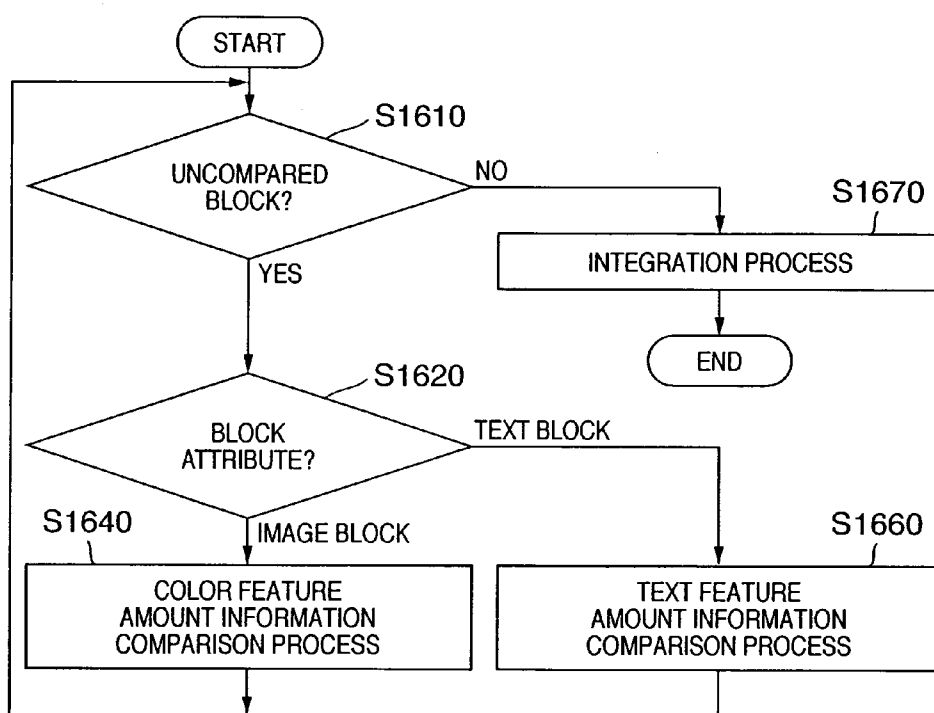 START
S1610
UNCOMPARED
BLOCK?
NO
S1670
INTEGRATION PROCESS
YES
END
S1620
BLOCK
ATTRIBUTE?
TEXT BLOCK
S1640
IMAGE BLOCK
S1660
COLOR FEATURE
AMOUNT INFORMATION
COMPARISON PROCESS
TEXT FEATURE
AMOUNT INFORMATION
COMPARISON PROCESS